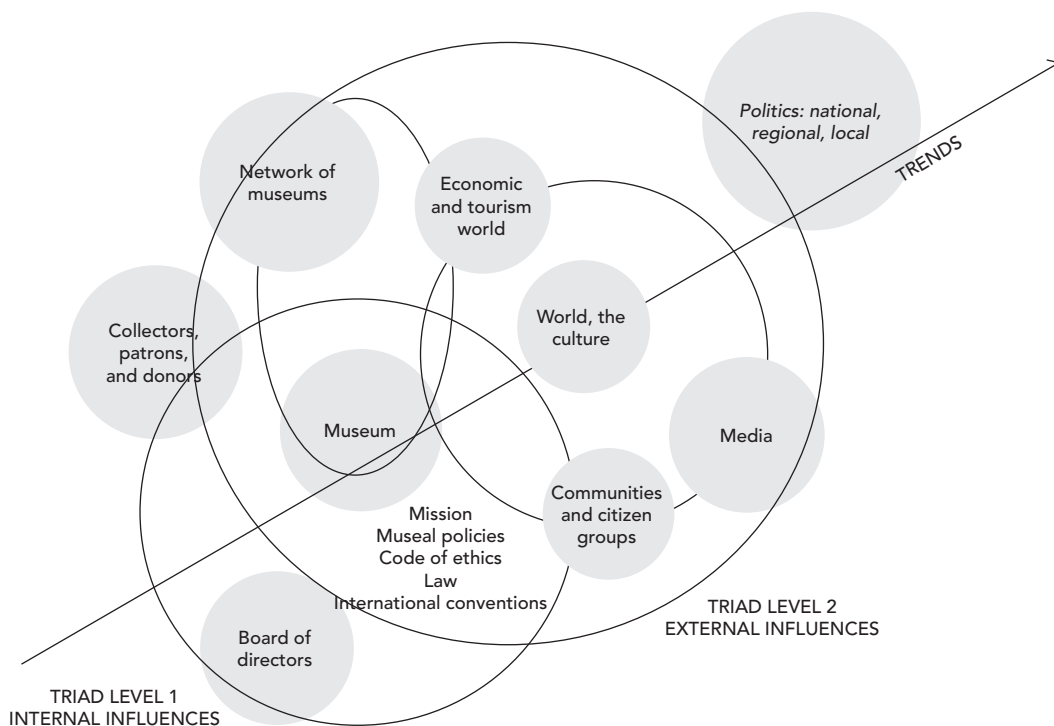 Politics: national,
regional, local
TRENDS
Network of
museums
Economic
and tourism
world
World, the
culture
Collectors,
patrons,
and donors
Museum
Media
Communities
and citizen
groups
Mission
Museal policies
Code of ethics
Law
International conventions
TRIAD LEVEL 2
EXTERNAL INFLUENCES
Board of
directors
TRIAD LEVEL 1
INTERNAL INFLUENCES